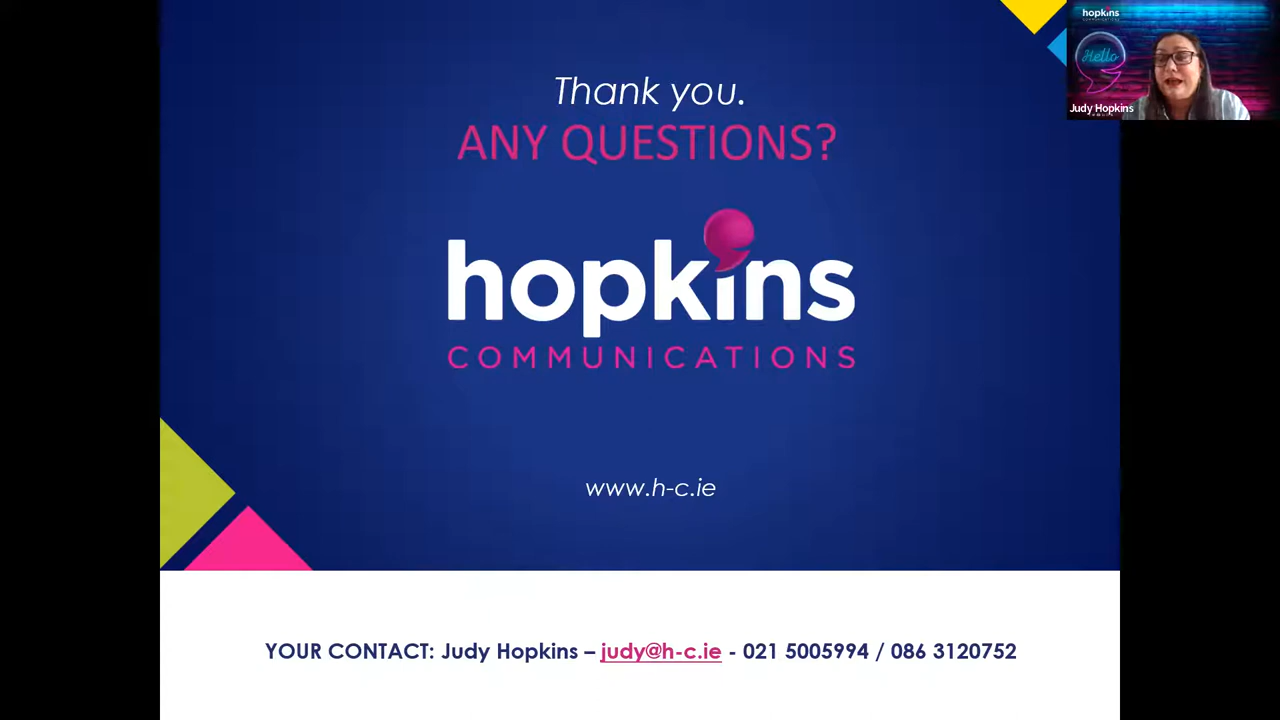 Thank you.
ANY QUESTIONS?
hopkins
COMMUNICATIONS
www.h-c.ie
YOUR CONTACT: Judy Hopkins – judy@h-c.ie - 021 5005994 / 086 3120752
hopkins
Hello
Judy Hopkins